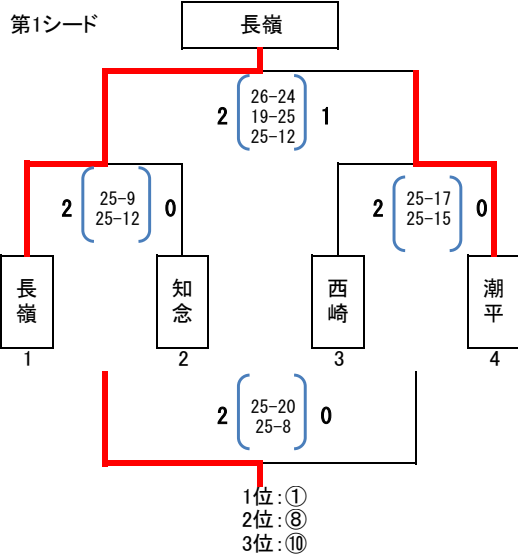 第1シード
長嶺
2 26-24 1
19-25
25-12
2 25-9 0
25-12
2 25-17 0
25-15
長嶺
知念
西崎
潮平
1 2 3 4
2 25-20 0
25-8
1位:①
2位:⑧
3位:⑩